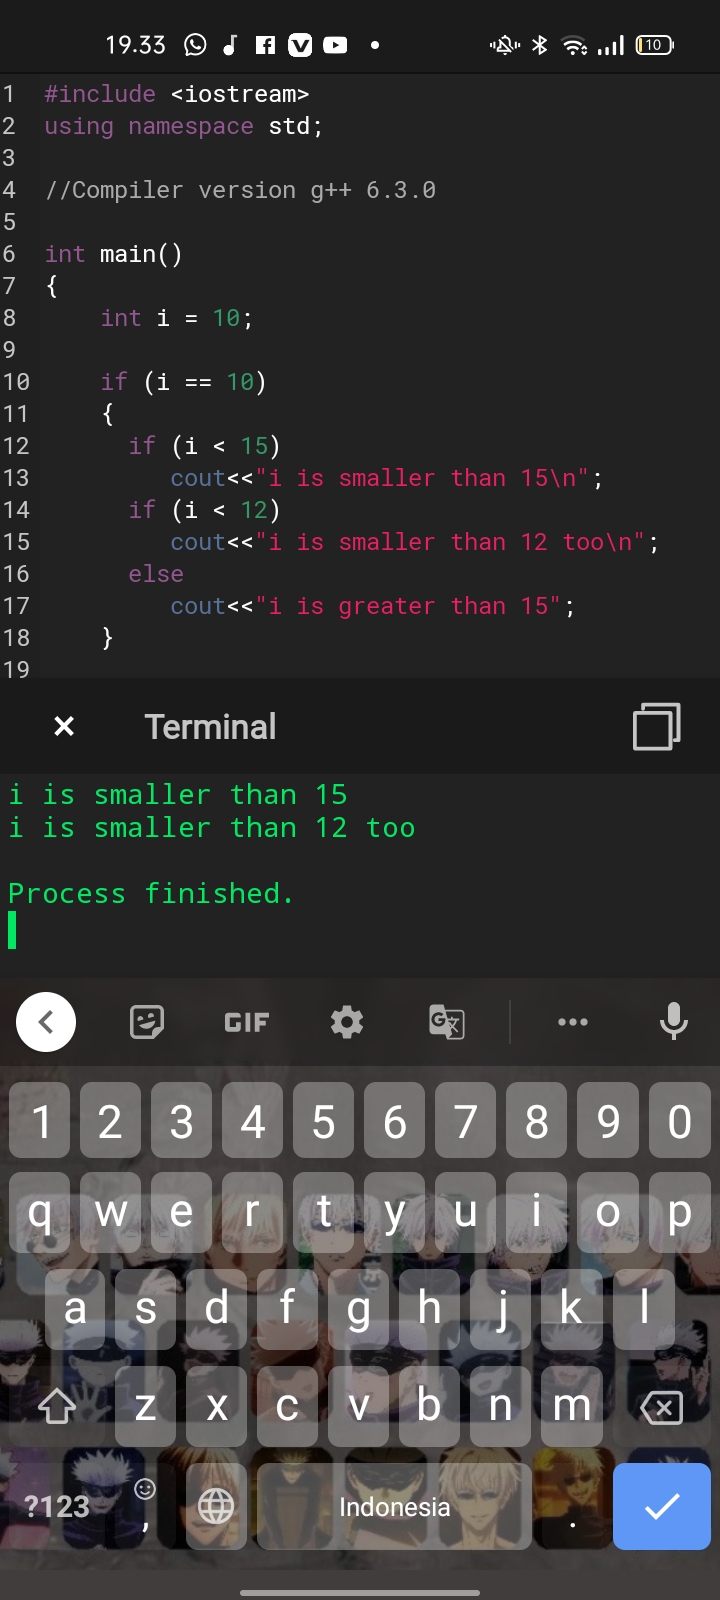 19.33 10
1 #include <iostream>
2 using namespace std;
3
4 //Compiler version g++ 6.3.0
5
6 int main()
7 {
8     int i = 10;
9
10     if (i == 10)
11     {
12       if (i < 15)
13          cout<<"i is smaller than 15\n";
14       if (i < 12)
15          cout<<"i is smaller than 12 too\n";
16       else
17          cout<<"i is greater than 15";
18     }
19
× Terminal
i is smaller than 15
i is smaller than 12 too
Process finished.
GIF
1 2 3 4 5 6 7 8 9 0
q w e r t y u i o p
a s d f g h j k l
z x c v b n m
?123 , Indonesia .